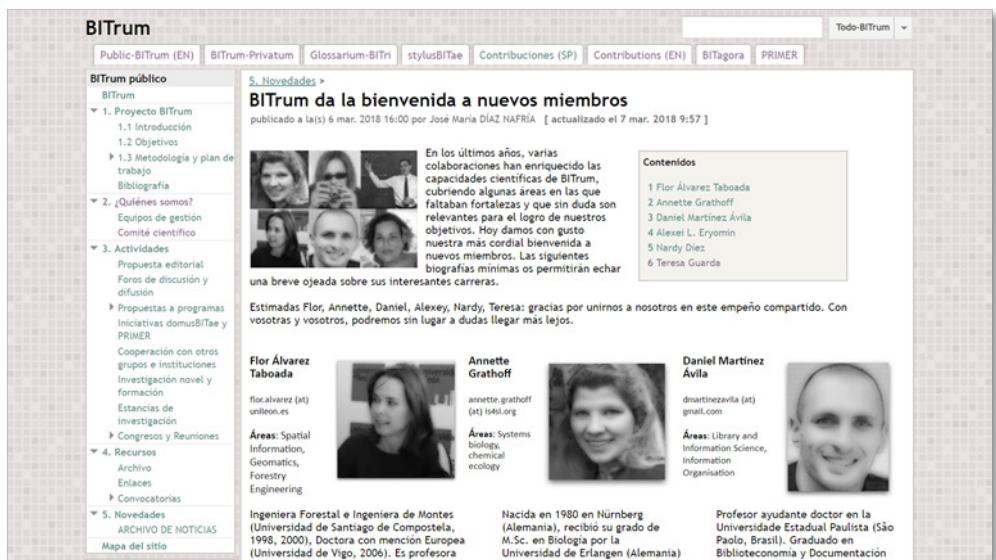 BITrum
Todo-BITrum
Public-BITrum (EN)
BITrum-Privatum
Glossarium-BITri
stylusBITae
Contribuciones (SP)
Contributions (EN)
BITagora
PRIMER
BITrum público
BITrum
1. Proyecto BITrum
1.1 Introducción
1.2 Objetivos
1.3 Metodología y plan de
trabajo
Bibliografía
2. ¿Quiénes somos?
Equipos de gestión
Comité científico
3. Actividades
Propuesta editorial
Foros de discusión y
difusión
Propuestas a programas
Iniciativas domusBITae y
PRIMER
Cooperación con otros
grupos e instituciones
Investigación novel y
formación
Estancias de
investigación
Congresos y Reuniones
4. Recursos
Archivo
Enlaces
Convocatorias
5. Novedades
ARCHIVO DE NOTICIAS
Mapa del sitio
5. Novedades >
BITrum da la bienvenida a nuevos miembros
publicado a la(s) 6 mar. 2018 16:00 por José María DÍAZ NAFRÍA [ actualizado el 7 mar. 2018 9:57 ]
En los últimos años, varias
colaboraciones han enriquecido las
capacidades científicas de BITrum,
cubriendo algunas áreas en las que
faltaban fortalezas y que sin duda son
relevantes para el logro de nuestros
objetivos. Hoy damos con gusto
nuestra más cordial bienvenida a
nuevos miembros. Las siguientes
biografías mínimas os permitirán echar
una breve ojeada sobre sus interesantes carreras.
Contenidos
1 Flor Álvarez Taboada
2 Annette Grathoff
3 Daniel Martínez Ávila
4 Alexei L. Eryomin
5 Nardy Díez
6 Teresa Guarda
Estimadas Flor, Annette, Daniel, Alexey, Nardy, Teresa: gracias por unirnos a nosotros en este empeño compartido. Con
vosotras y vosotros, podremos sin lugar a dudas llegar más lejos.
Flor Álvarez
Taboada
flor.alvarez (at)
unileon.es
Áreas: Spatial
Information,
Geomatics,
Forestry
Engineering
Ingeniera Forestal e Ingeniera de Montes
(Universidad de Santiago de Compostela,
1998, 2000), Doctora con mención Europea
(Universidad de Vigo, 2006). Es profesora
Annette
Grathoff
annette.grathoff
(at) is4si.org
Áreas: Systems
biology,
chemical
ecology
Nacida en 1980 en Nürnberg
(Alemania), recibió su grado de
M.Sc. en Biología por la
Universidad de Erlangen (Alemania)
Daniel Martínez
Ávila
dmartinezavila (at)
gmail.com
Áreas: Library and
Information Science,
Information
Organisation
Profesor ayudante doctor en la
Universidade Estadual Paulista (São
Paolo, Brasil). Graduado en
Biblioteconomía y Documentación